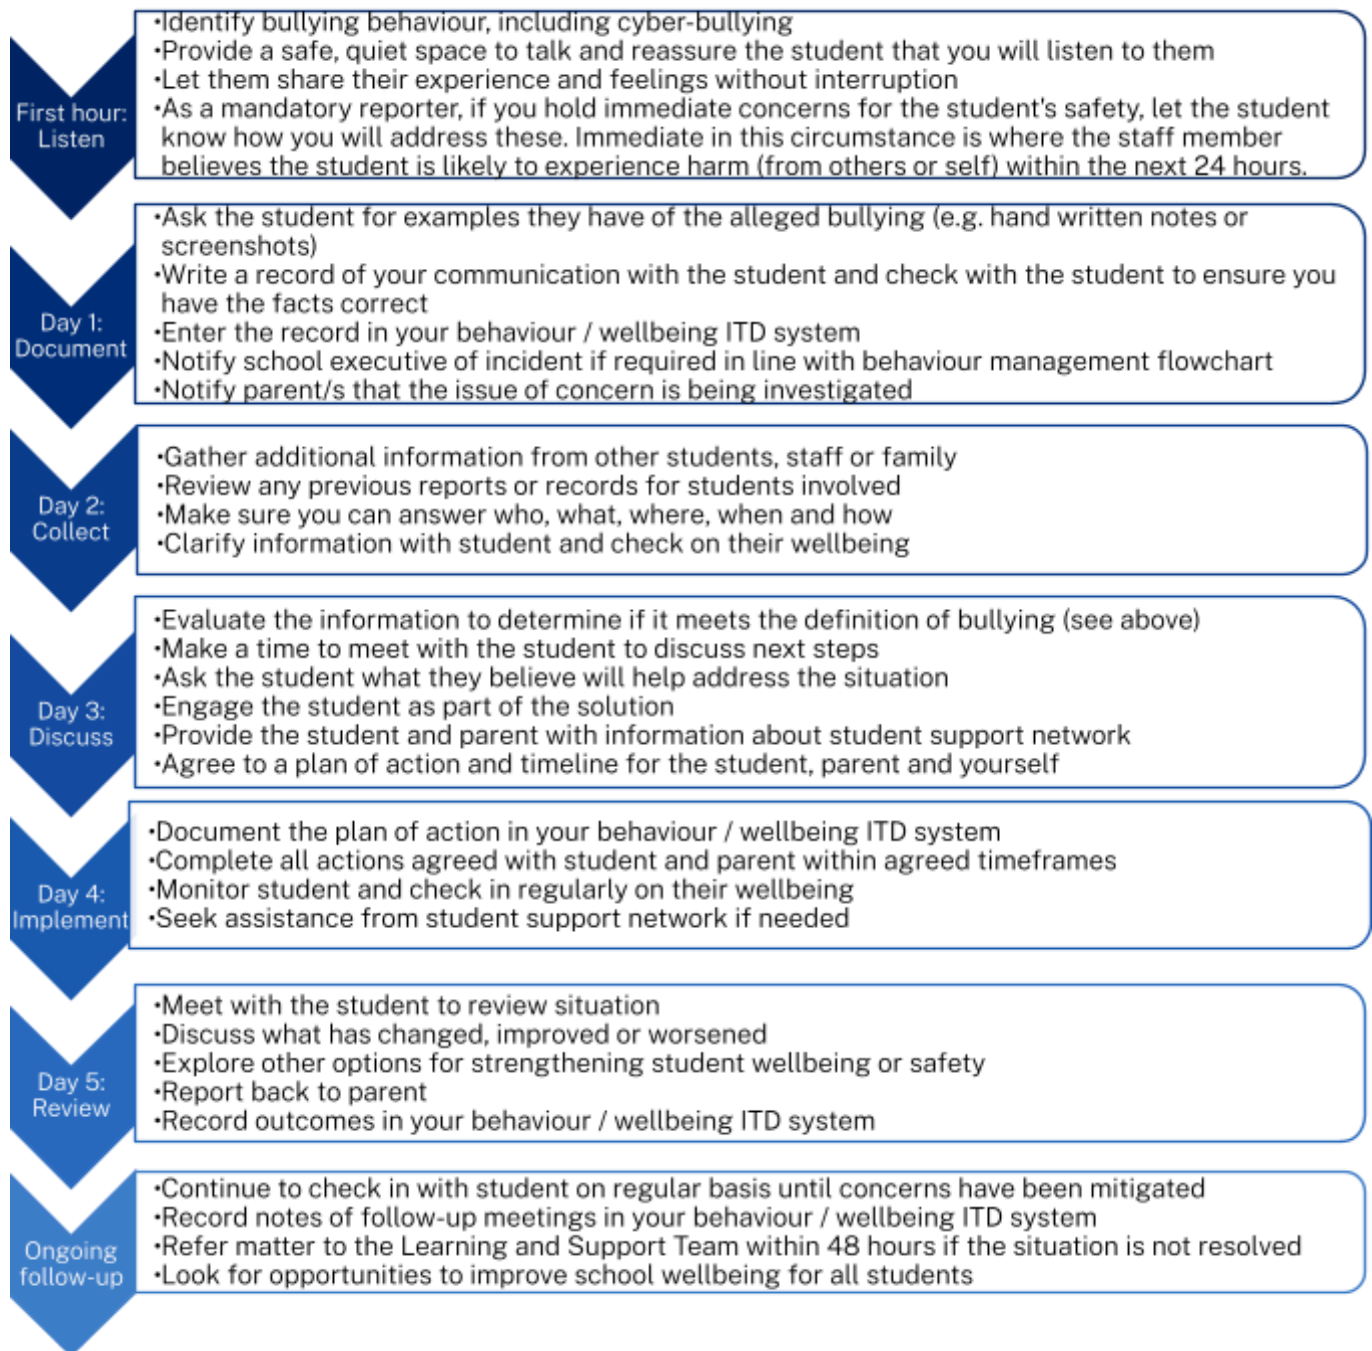 First hour:
Listen
•Identify bullying behaviour, including cyber-bullying
•Provide a safe, quiet space to talk and reassure the student that you will listen to them
•Let them share their experience and feelings without interruption
•As a mandatory reporter, if you hold immediate concerns for the student's safety, let the student
know how you will address these. Immediate in this circumstance is where the staff member
believes the student is likely to experience harm (from others or self) within the next 24 hours.
Day 1:
Document
•Ask the student for examples they have of the alleged bullying (e.g. hand written notes or
screenshots)
•Write a record of your communication with the student and check with the student to ensure you
have the facts correct
•Enter the record in your behaviour / wellbeing ITD system
•Notify school executive of incident if required in line with behaviour management flowchart
•Notify parent/s that the issue of concern is being investigated
Day 2:
Collect
•Gather additional information from other students, staff or family
•Review any previous reports or records for students involved
•Make sure you can answer who, what, where, when and how
•Clarify information with student and check on their wellbeing
Day 3:
Discuss
•Evaluate the information to determine if it meets the definition of bullying (see above)
•Make a time to meet with the student to discuss next steps
•Ask the student what they believe will help address the situation
•Engage the student as part of the solution
•Provide the student and parent with information about student support network
•Agree to a plan of action and timeline for the student, parent and yourself
Day 4:
Implement
•Document the plan of action in your behaviour / wellbeing ITD system
•Complete all actions agreed with student and parent within agreed timeframes
•Monitor student and check in regularly on their wellbeing
•Seek assistance from student support network if needed
Day 5:
Review
•Meet with the student to review situation
•Discuss what has changed, improved or worsened
•Explore other options for strengthening student wellbeing or safety
•Report back to parent
•Record outcomes in your behaviour / wellbeing ITD system
Ongoing
follow-up
•Continue to check in with student on regular basis until concerns have been mitigated
•Record notes of follow-up meetings in your behaviour / wellbeing ITD system
•Refer matter to the Learning and Support Team within 48 hours if the situation is not resolved
•Look for opportunities to improve school wellbeing for all students